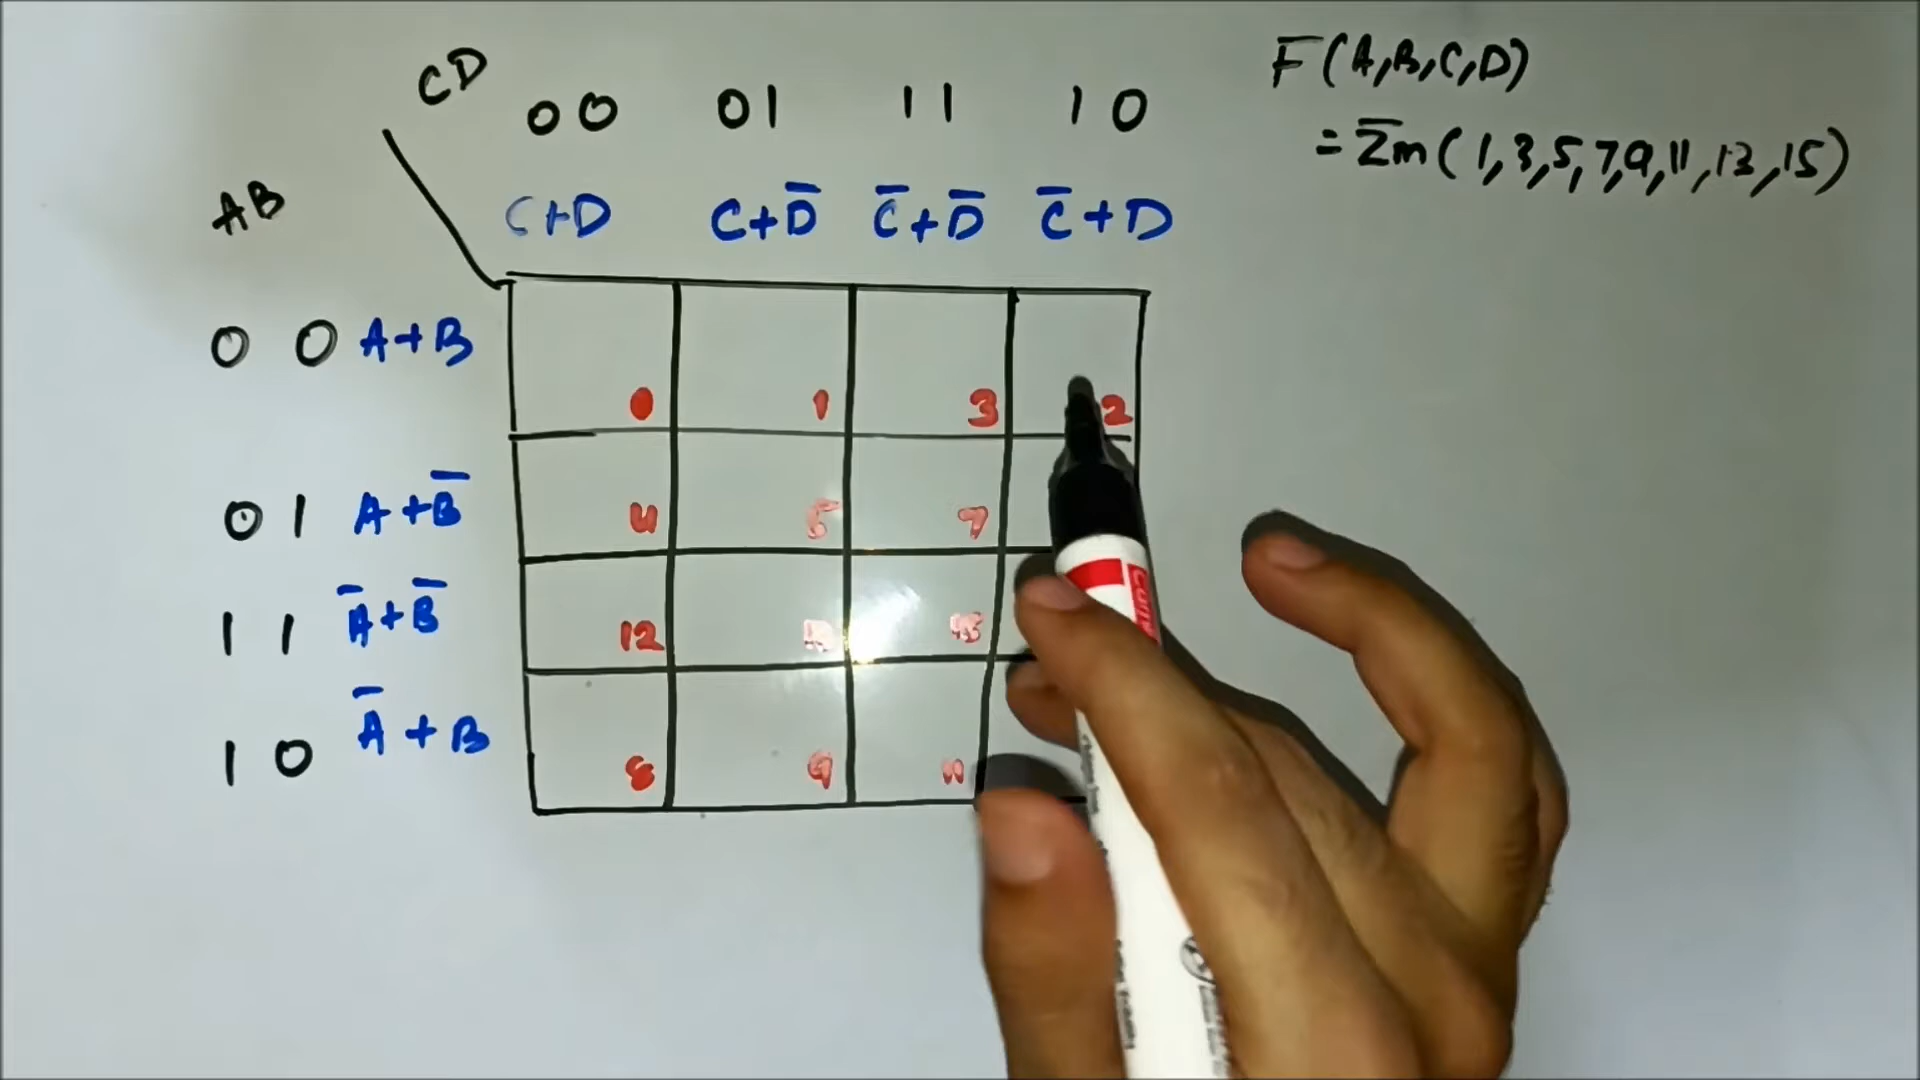 CD
00 01 11 10
F(A,B,C,D)
= Σm(1,3,5,7,9,11,13,15)
AB
C+D C+D̅ C̅+D̅ C̅+D
0 0 A+B
0 1 3 2
0 1 A+B̅
4 5 7
1 1 A̅+B̅
12 13 15
1 0 A̅+B
8 9 11